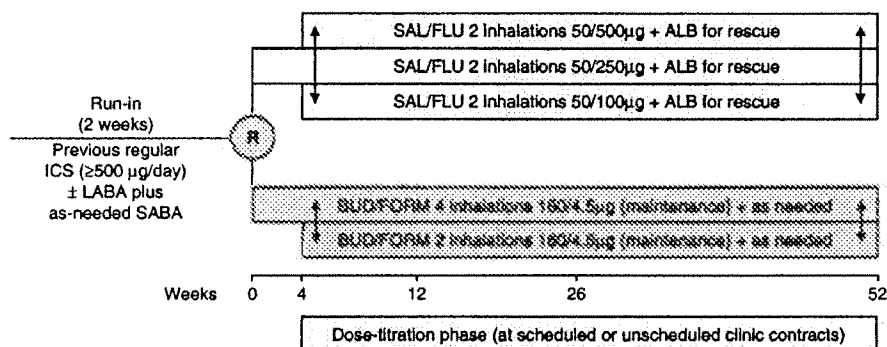 SAL/FLU 2 inhalations 50/500µg + ALB for rescue
SAL/FLU 2 inhalations 50/250µg + ALB for rescue
SAL/FLU 2 inhalations 50/100µg + ALB for rescue
Run-in
(2 weeks)
R
Previous regular
ICS (≥500 µg/day)
± LABA plus
as-needed SABA
BUD/FORM 4 inhalations 160/4.5µg (maintenance) + as needed
BUD/FORM 2 inhalations 160/4.5µg (maintenance) + as needed
Weeks 0 4 12 26 52
Dose-titration phase (at scheduled or unscheduled clinic contracts)